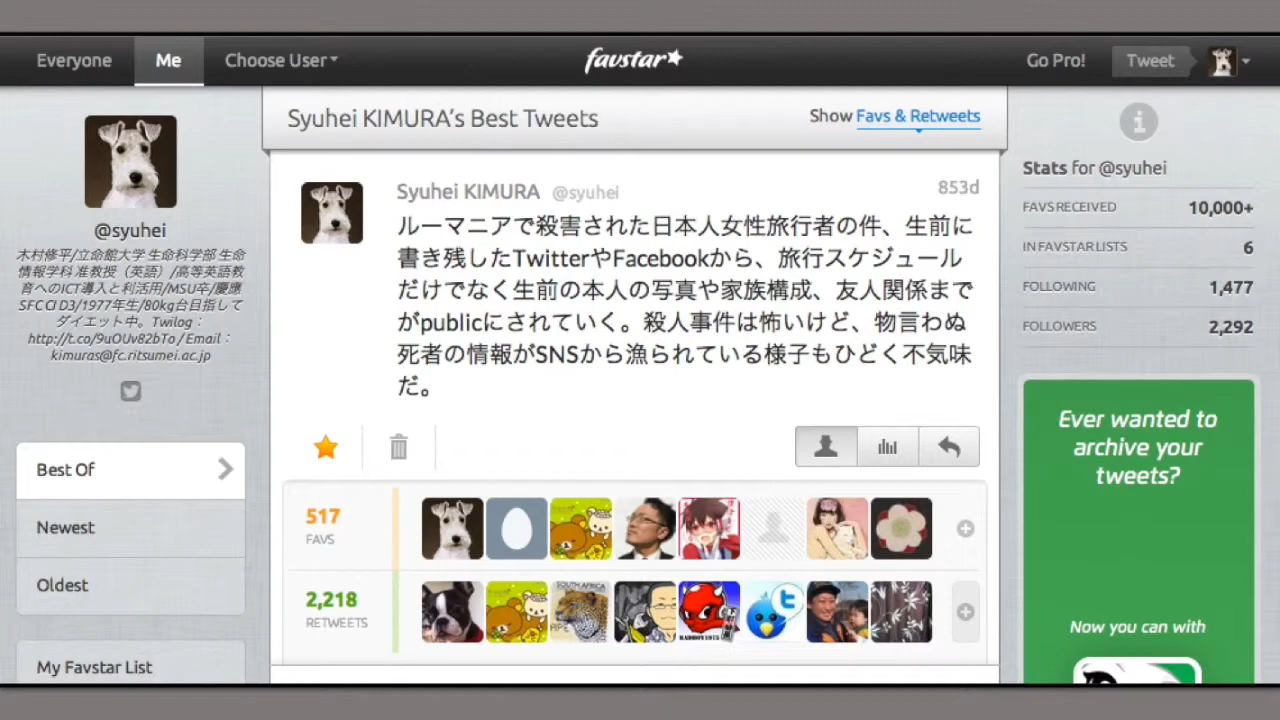 Everyone
Me
Choose User
favstar
Go Pro!
Tweet
@syuhei
木村修平/立命館大学 生命科学部 生命
情報学科 准教授（英語）/高等英語教
育へのICT導入と利活用/MSU卒/慶應
SFC CI D3/1977年生/80kg台目指して
ダイエット中。Twilog：
http://t.co/9uOUv82bTo / Email：
kimuras@fc.ritsumei.ac.jp
Best Of
Newest
Oldest
My Favstar List
Syuhei KIMURA's Best Tweets
Show Favs & Retweets
Syuhei KIMURA @syuhei
853d
ルーマニアで殺害された日本人女性旅行者の件、生前に
書き残したTwitterやFacebookから、旅行スケジュール
だけでなく生前の本人の写真や家族構成、友人関係まで
がpublicにされていく。殺人事件は怖いけど、物言わぬ
死者の情報がSNSから漁られている様子もひどく不気味
だ。
517
FAVS
2,218
RETWEETS
SOUTH AFRICA
BADBOY1975
Stats for @syuhei
FAVS RECEIVED 10,000+
IN FAVSTAR LISTS 6
FOLLOWING 1,477
FOLLOWERS 2,292
Ever wanted to
archive your
tweets?
Now you can with